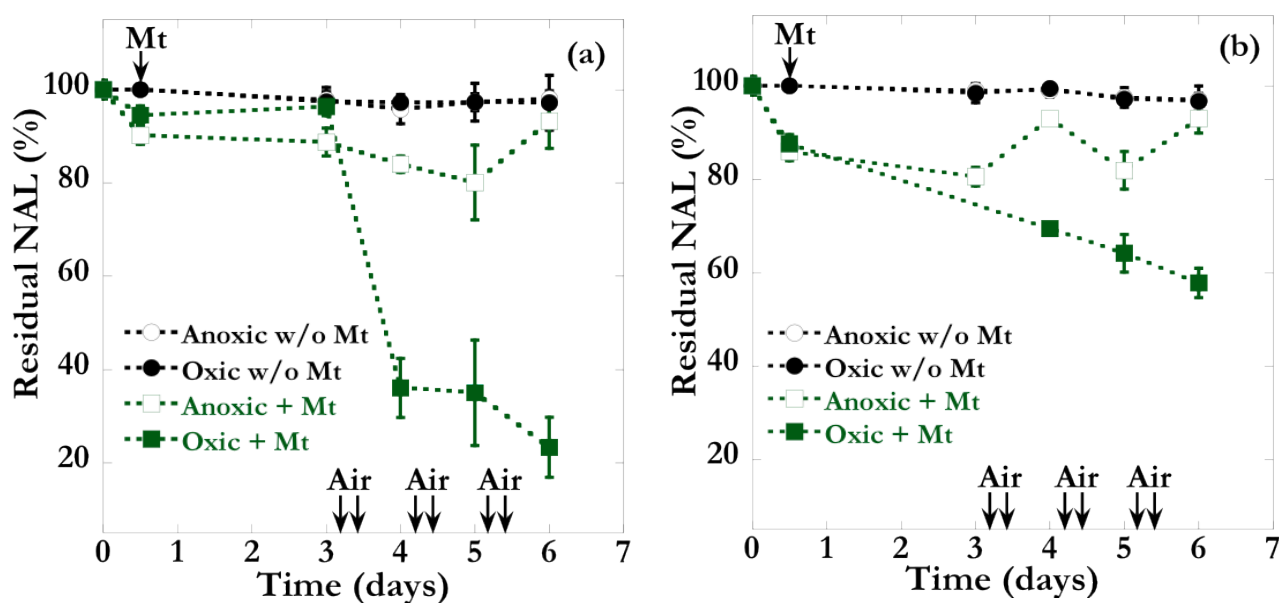 Mt
(a)
100
80
60
40
20
Residual NAL (%)
Anoxic w/o Mt
Oxic w/o Mt
Anoxic + Mt
Oxic + Mt
Air Air Air
0 1 2 3 4 5 6 7
Time (days)
Mt
(b)
100
80
60
40
20
Residual NAL (%)
Anoxic w/o Mt
Oxic w/o Mt
Anoxic + Mt
Oxic + Mt
Air Air Air
0 1 2 3 4 5 6 7
Time (days)